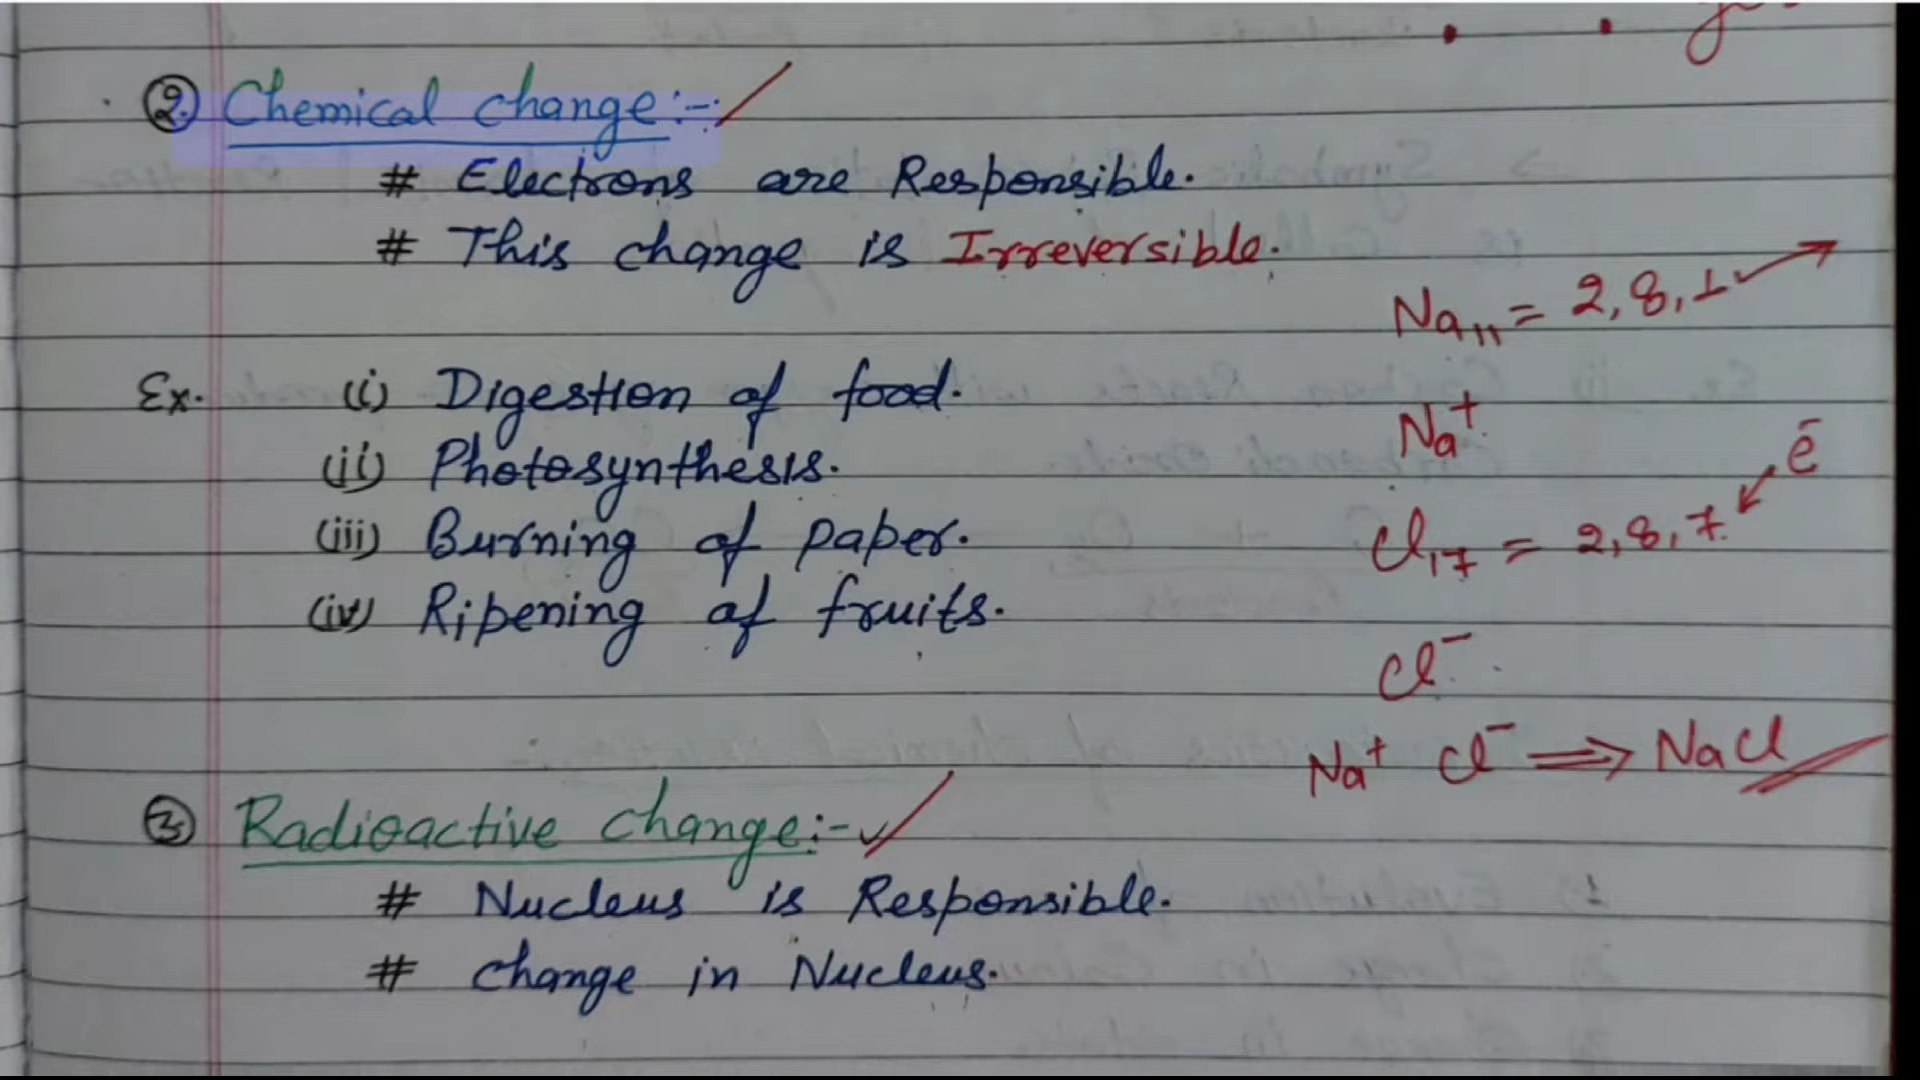 ② Chemical change:-
# Electrons are Responsible.
# This change is Irreversible.
Na₁₁ = 2, 8, 1
Ex. (i) Digestion of food.
Na⁺
(ii) Photosynthesis.
e⁻
(iii) Burning of paper.
Cl₁₇ = 2, 8, 7
(iv) Ripening of fruits.
Cl⁻
Na⁺ Cl⁻ ⇒ NaCl
③ Radioactive change:-
# Nucleus is Responsible.
# change in Nucleus.